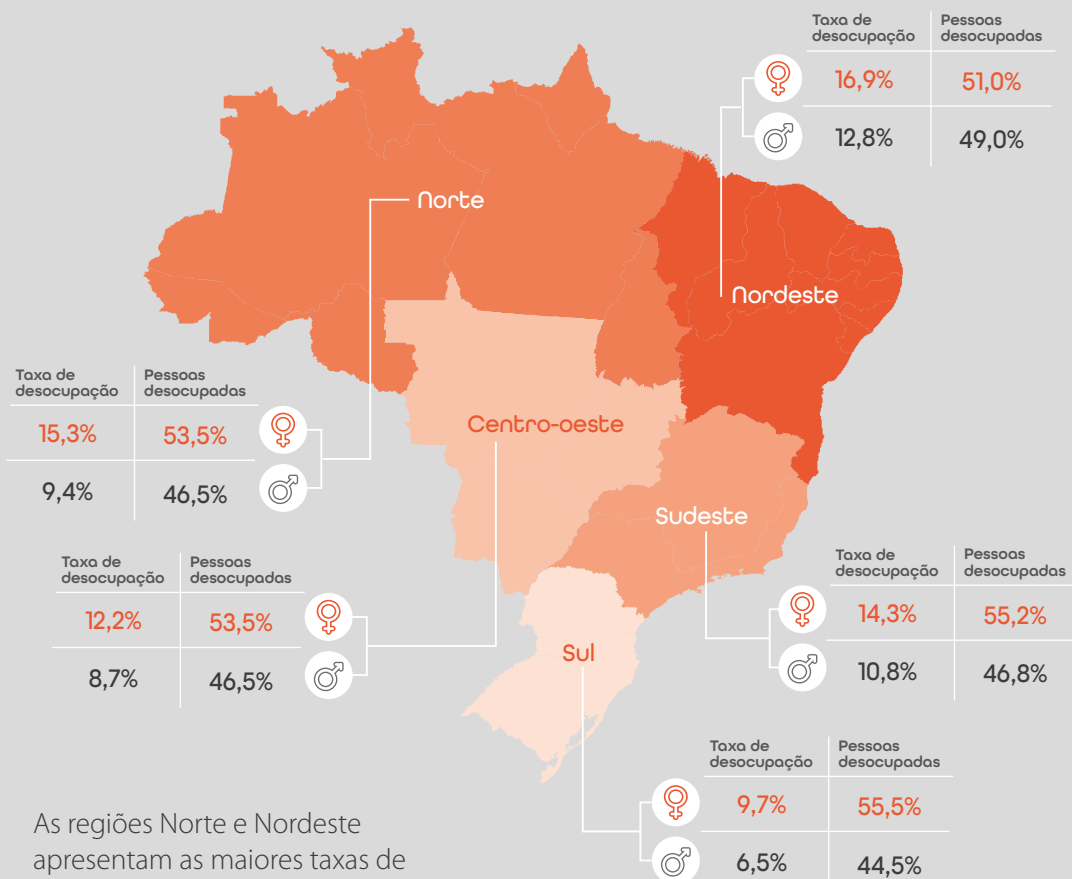 Taxa de desocupação
Pessoas desocupadas
16,9% 51,0%
12,8% 49,0%
Norte
Nordeste
Taxa de desocupação
Pessoas desocupadas
15,3% 53,5%
9,4% 46,5%
Centro-oeste
Sudeste
Taxa de desocupação
Pessoas desocupadas
12,2% 53,5%
8,7% 46,5%
Taxa de desocupação
Pessoas desocupadas
14,3% 55,2%
10,8% 46,8%
Sul
Taxa de desocupação
Pessoas desocupadas
9,7% 55,5%
6,5% 44,5%
As regiões Norte e Nordeste
apresentam as maiores taxas de